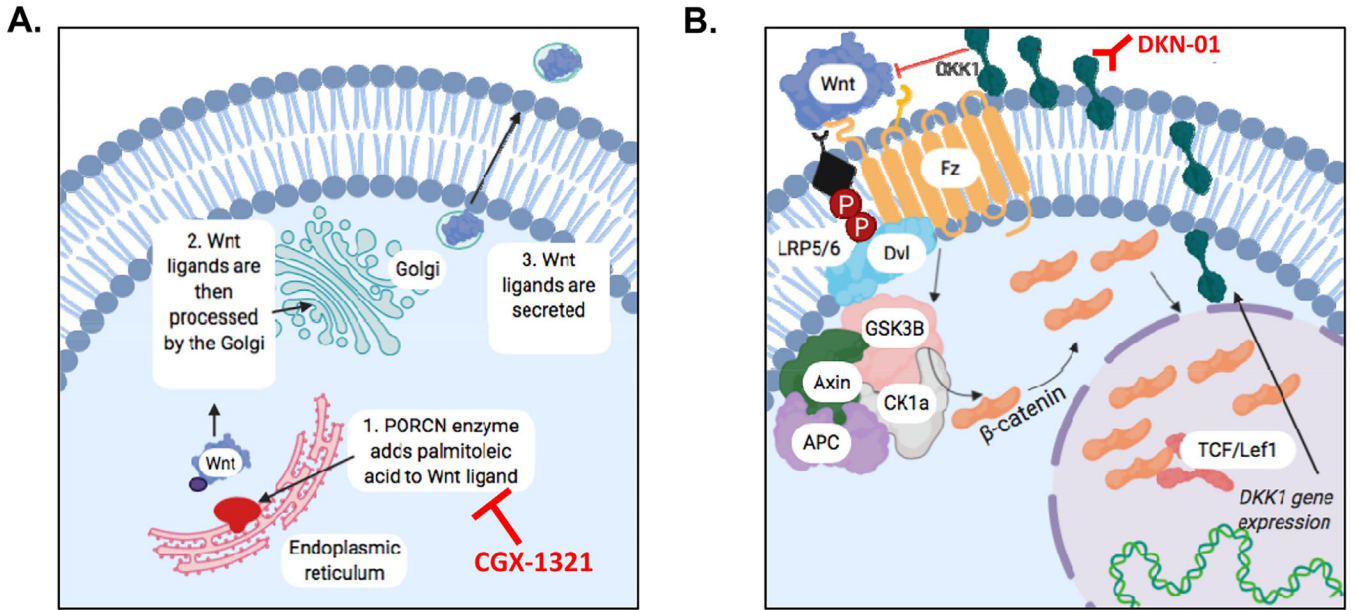 A.
2. Wnt
ligands are
then
processed
by the Golgi
Golgi
3. Wnt
ligands are
secreted
Wnt
1. PORCN enzyme
adds palmitoleic
acid to Wnt ligand
Endoplasmic
reticulum
CGX-1321
B.
DKN-01
Wnt
DKK1
Fz
P
P
LRP5/6
Dvl
GSK3B
Axin
CK1a
APC
β-catenin
TCF/Lef1
DKK1 gene
expression